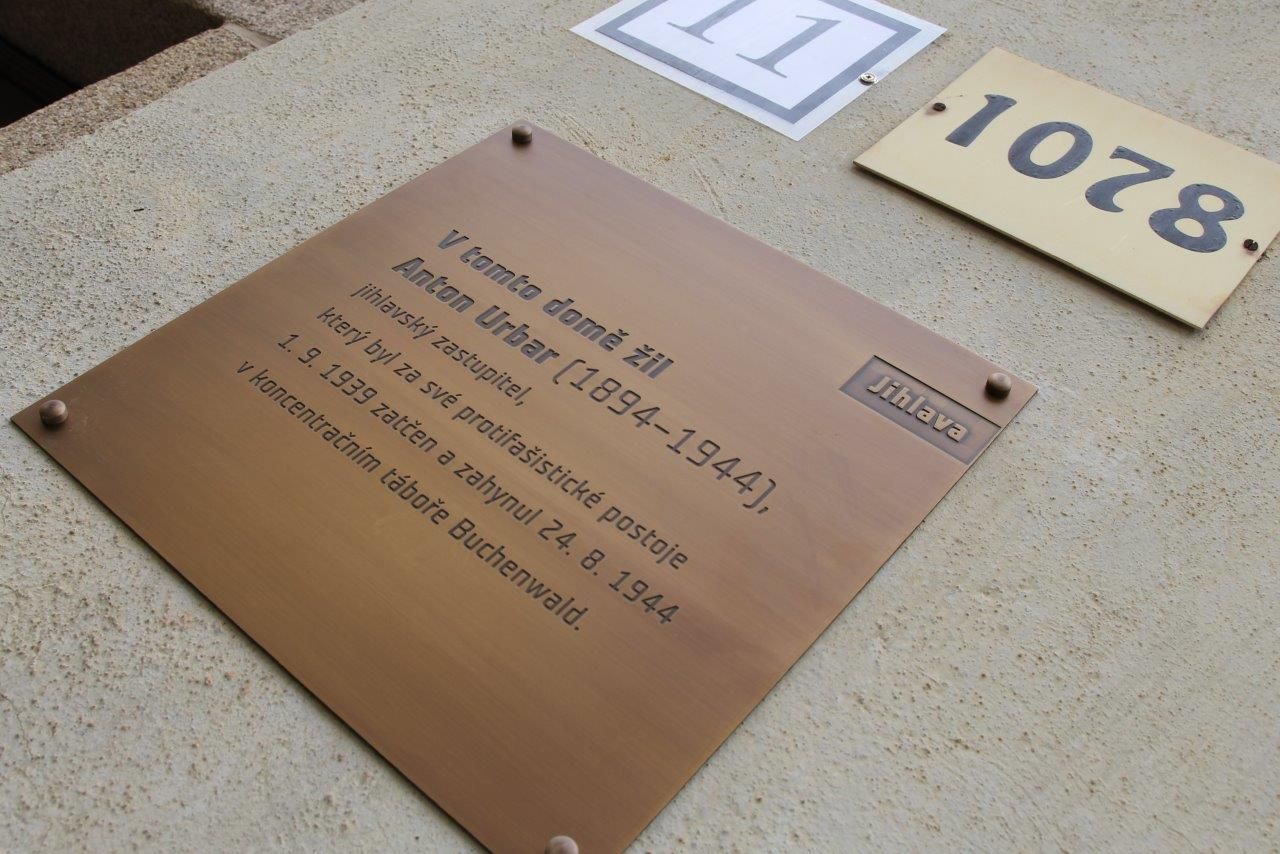 11
1078
V tomto domě žil
Anton Urbar (1894–1944),
jihlavský zastupitel,
který byl za své protifašistické postoje
1. 9. 1939 zatčen a zahynul 24. 8. 1944
v koncentračním táboře Buchenwald.
Jihlava